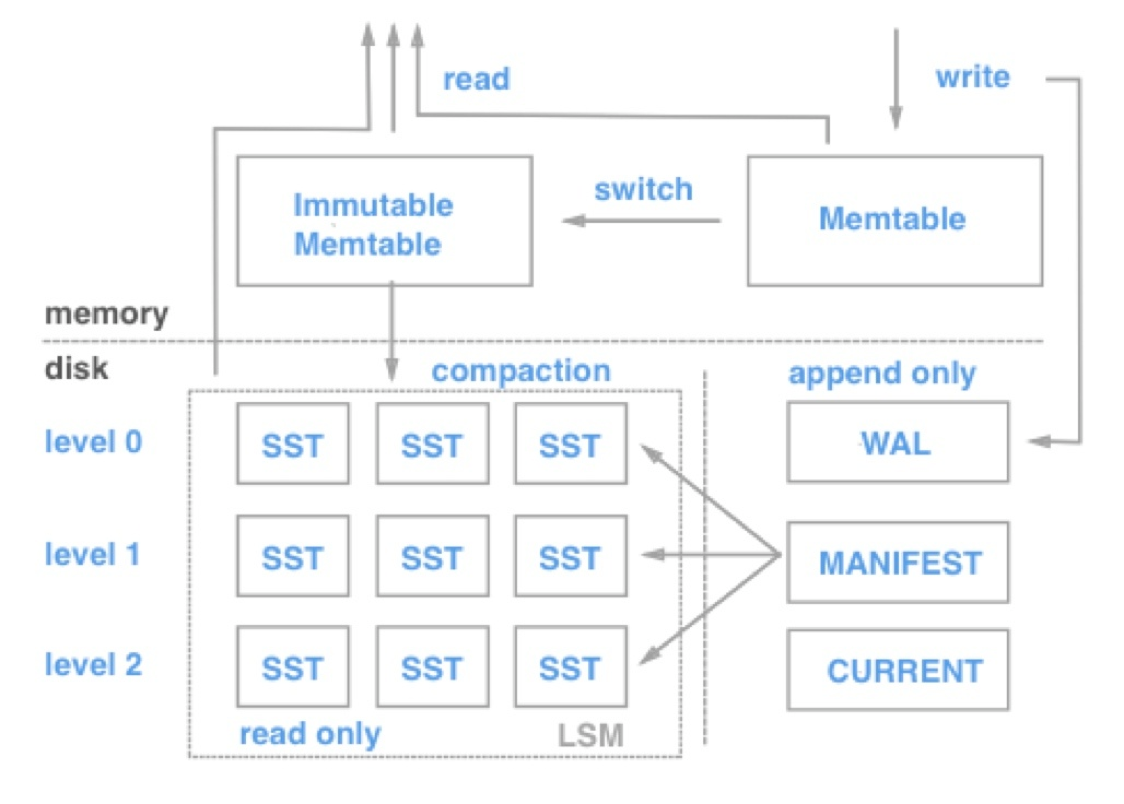 read
write
Immutable
Memtable
switch
Memtable
memory
disk
compaction
append only
level 0
SST SST SST
WAL
level 1
SST SST SST
MANIFEST
level 2
SST SST SST
CURRENT
read only
LSM